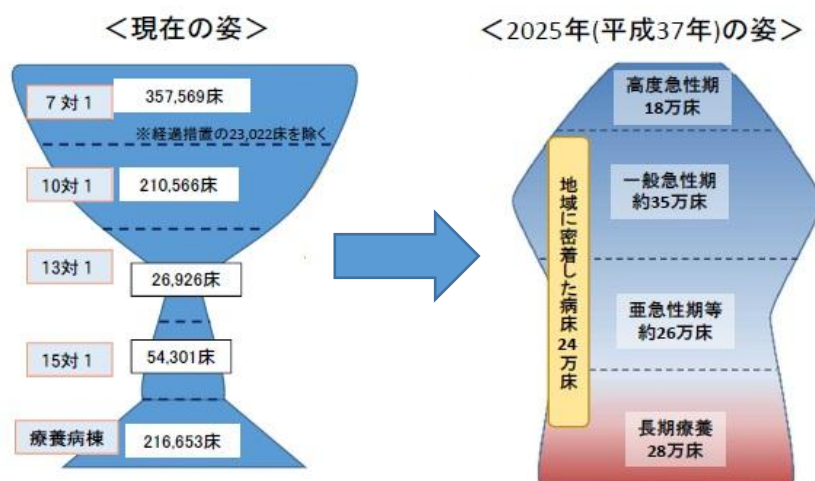 ＜現在の姿＞
7対1
357,569床
※経過措置の23,022床を除く
10対1
210,566床
13対1
26,926床
15対1
54,301床
療養病棟
216,653床
＜2025年(平成37年)の姿＞
高度急性期
18万床
一般急性期
約35万床
地域に密着した病床24万床
亜急性期等
約26万床
長期療養
28万床